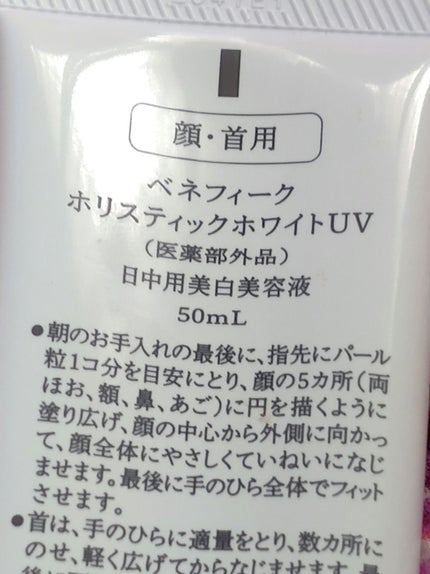 顔・首用
ベネフィーク
ホリスティックホワイトUV
（医薬部外品）
日中用美白美容液
50mL
●朝のお手入れの最後に、指先にパール
粒1コ分を目安にとり、顔の5カ所（両
ほお、額、鼻、あご）に円を描くように
塗り広げ、顔の中心から外側に向かっ
て、顔全体にやさしくていねいになじ
ませます。最後に手のひら全体でフィット
させます。
●首は、手のひらに適量をとり、数カ所に
のせ、軽く広げてからなじませます。